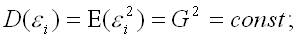 D(εᵢ) = E(εᵢ²) = G² = const;